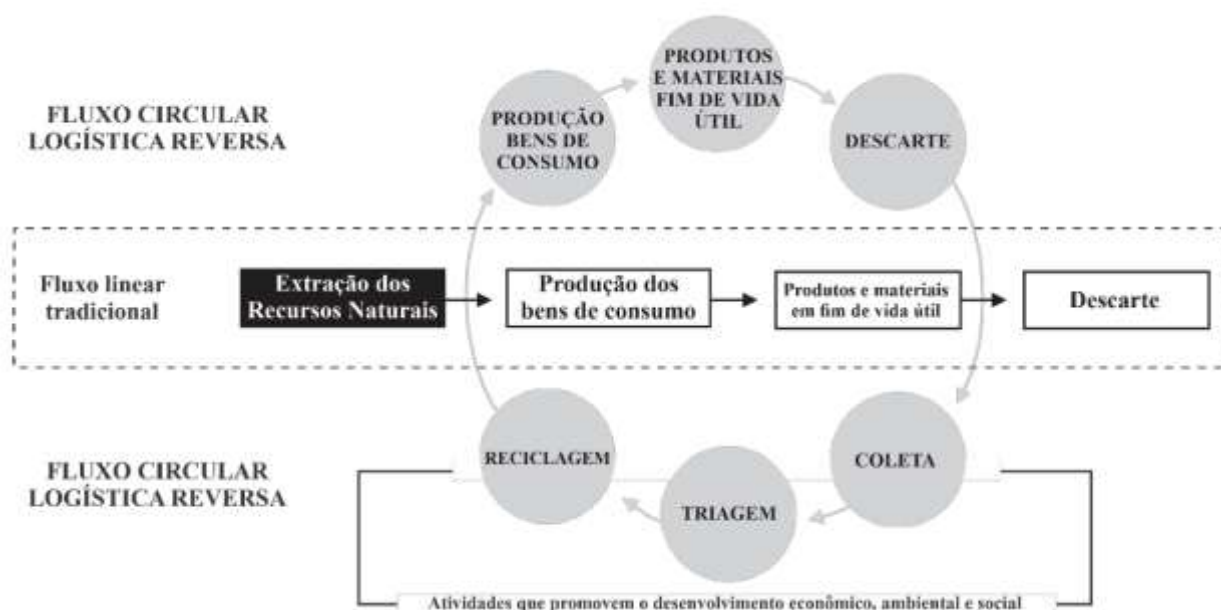 PRODUTOS
E MATERIAIS
FIM DE VIDA
ÚTIL
FLUXO CIRCULAR
LOGÍSTICA REVERSA
PRODUÇÃO
BENS DE
CONSUMO
DESCARTE
Fluxo linear
tradicional
Extração dos
Recursos Naturais
Produção dos
bens de consumo
Produtos e materiais
em fim de vida útil
Descarte
FLUXO CIRCULAR
LOGÍSTICA REVERSA
RECICLAGEM
COLETA
TRIAGEM
Atividades que promovem o desenvolvimento econômico, ambiental e social